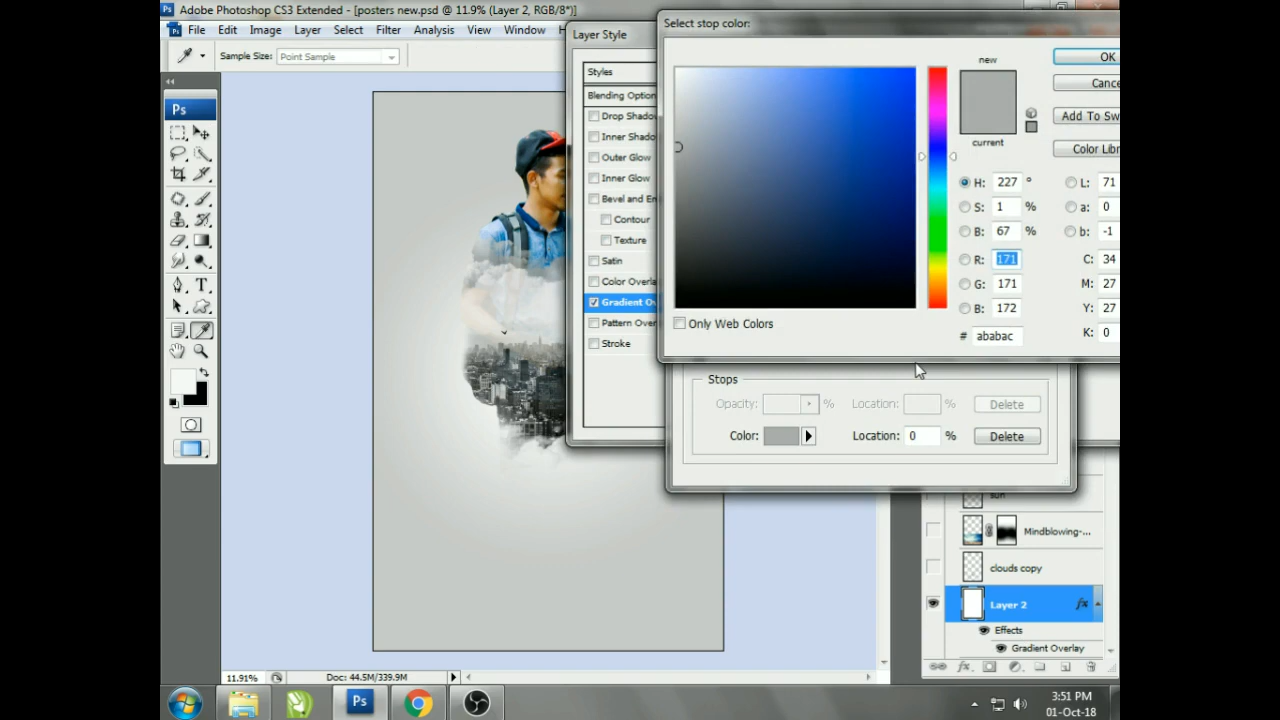 Adobe Photoshop CS3 Extended - [posters new.psd @ 11.9% (Layer 2, RGB/8*)]
File Edit Image Layer Select Filter Analysis View Window
Sample Size: Point Sample
Layer Style
Styles
Blending Option
Drop Shadow
Inner Shado
Outer Glow
Inner Glow
Bevel and Em
Contour
Texture
Satin
Color Overla
Gradient Ov
Pattern Over
Stroke
Select stop color:
new
current
OK
Cance
Add To Sw
Color Libr
H: 227 °
S: 1 %
B: 67 %
R: 171
G: 171
B: 172
# ababac
L: 71
a: 0
b: -1
C: 34
M: 27
Y: 27
K: 0
Only Web Colors
Stops
Opacity: % Location: % Delete
Color: Location: 0 % Delete
Ps
T
sun
Mindblowing-...
clouds copy
Layer 2 fx
Effects
Gradient Overlay
fx
11.91% Doc: 44.5M/339.9M
Ps
3:51 PM
01-Oct-18